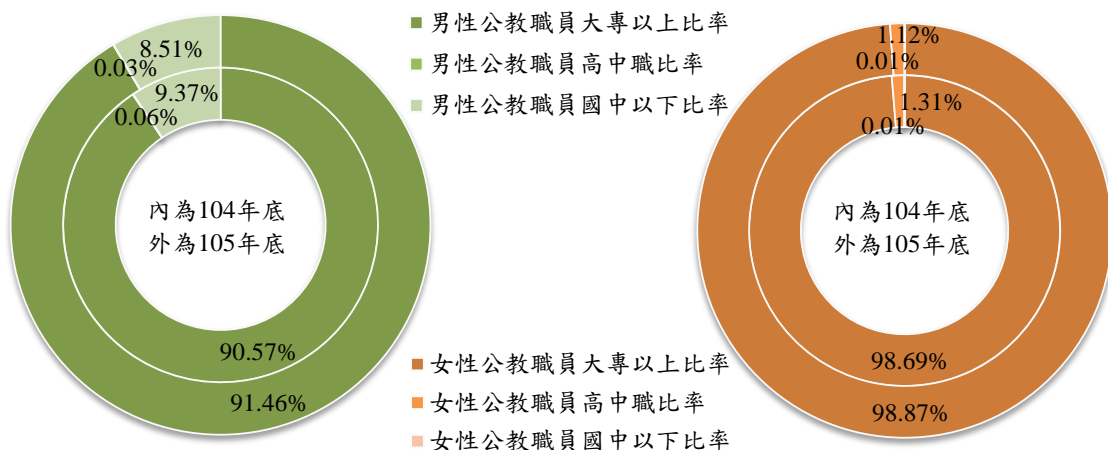 8.51%
0.03%
9.37%
0.06%
內為104年底
外為105年底
90.57%
91.46%
男性公教職員大專以上比率
男性公教職員高中職比率
男性公教職員國中以下比率
1.12%
0.01%
1.31%
0.01%
內為104年底
外為105年底
98.69%
98.87%
女性公教職員大專以上比率
女性公教職員高中職比率
女性公教職員國中以下比率